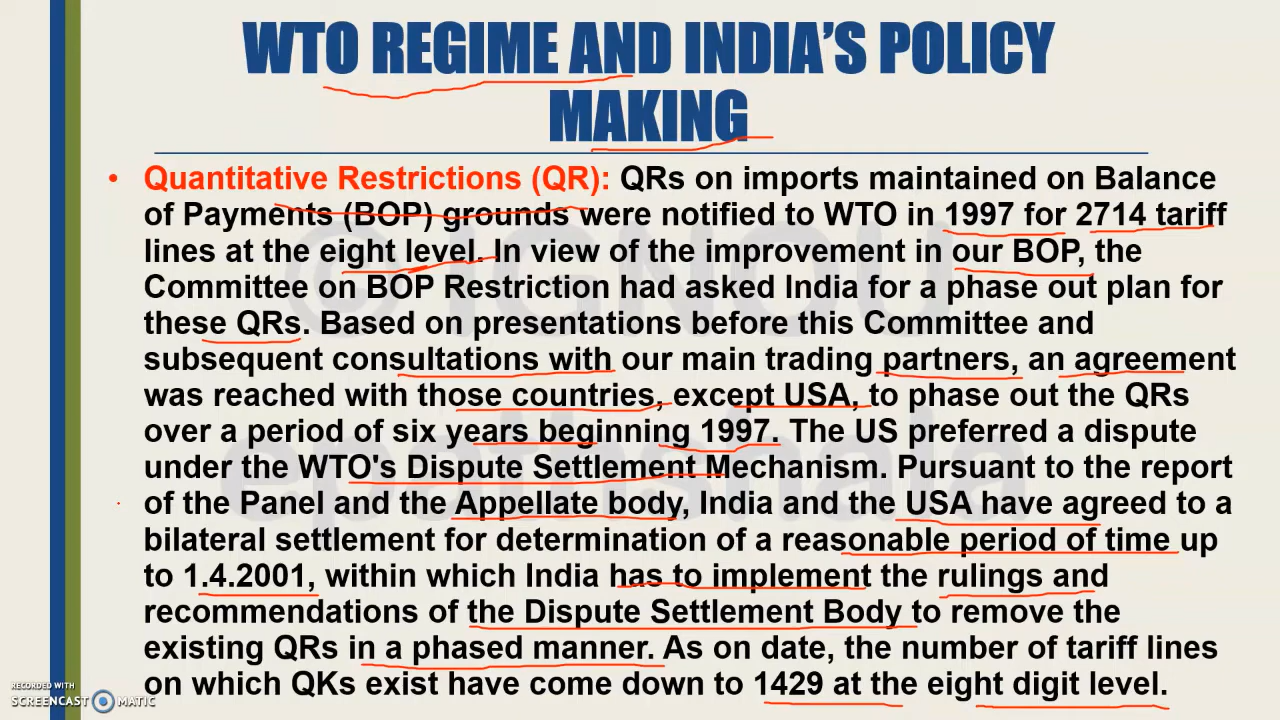 WTO REGIME AND INDIA'S POLICY
MAKING
• Quantitative Restrictions (QR): QRs on imports maintained on Balance
of Payments (BOP) grounds were notified to WTO in 1997 for 2714 tariff
lines at the eight level. In view of the improvement in our BOP, the
Committee on BOP Restriction had asked India for a phase out plan for
these QRs. Based on presentations before this Committee and
subsequent consultations with our main trading partners, an agreement
was reached with those countries, except USA, to phase out the QRs
over a period of six years beginning 1997. The US preferred a dispute
under the WTO's Dispute Settlement Mechanism. Pursuant to the report
of the Panel and the Appellate body, India and the USA have agreed to a
bilateral settlement for determination of a reasonable period of time up
to 1.4.2001, within which India has to implement the rulings and
recommendations of the Dispute Settlement Body to remove the
existing QRs in a phased manner. As on date, the number of tariff lines
on which QKs exist have come down to 1429 at the eight digit level.
© IGNOU
epathshala
RECORDED WITH
SCREENCAST MATIC